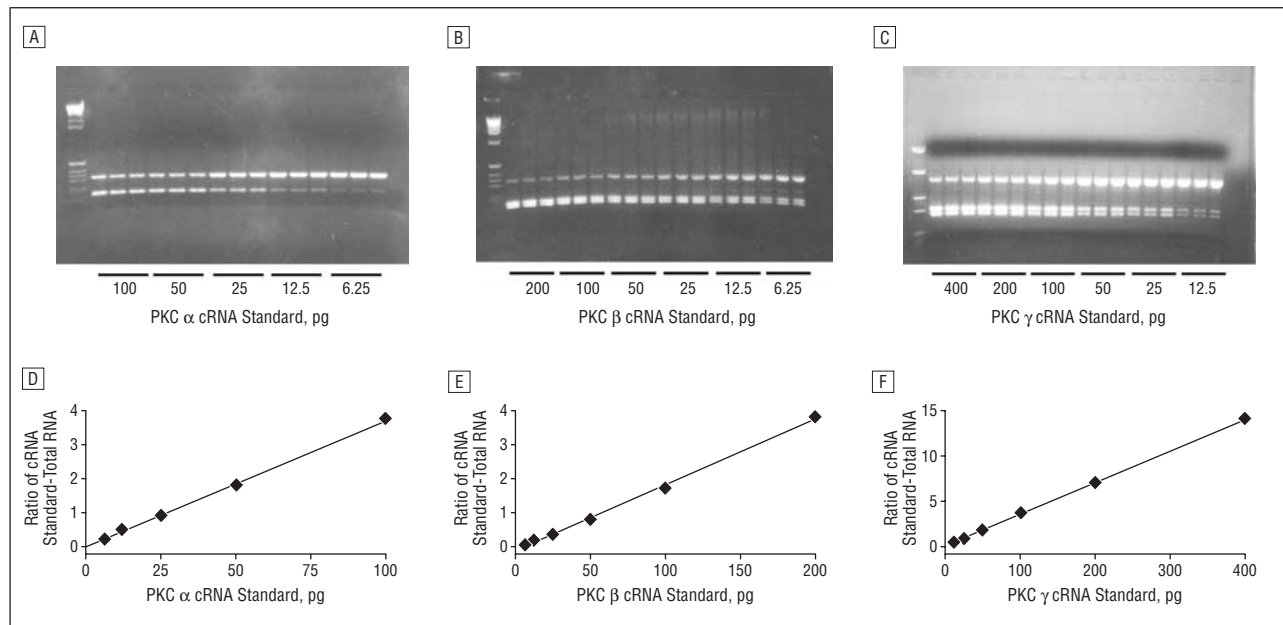 A
B
C
100 50 25 12.5 6.25
PKC α cRNA Standard, pg
200 100 50 25 12.5 6.25
PKC β cRNA Standard, pg
400 200 100 50 25 12.5
PKC γ cRNA Standard, pg
D
Ratio of cRNA
Standard-Total RNA
4
3
2
1
0
0 25 50 75 100
PKC α cRNA Standard, pg
E
Ratio of cRNA
Standard-Total RNA
4
3
2
1
0
0 50 100 150 200
PKC β cRNA Standard, pg
F
Ratio of cRNA
Standard-Total RNA
15
10
5
0
0 100 200 300 400
PKC γ cRNA Standard, pg